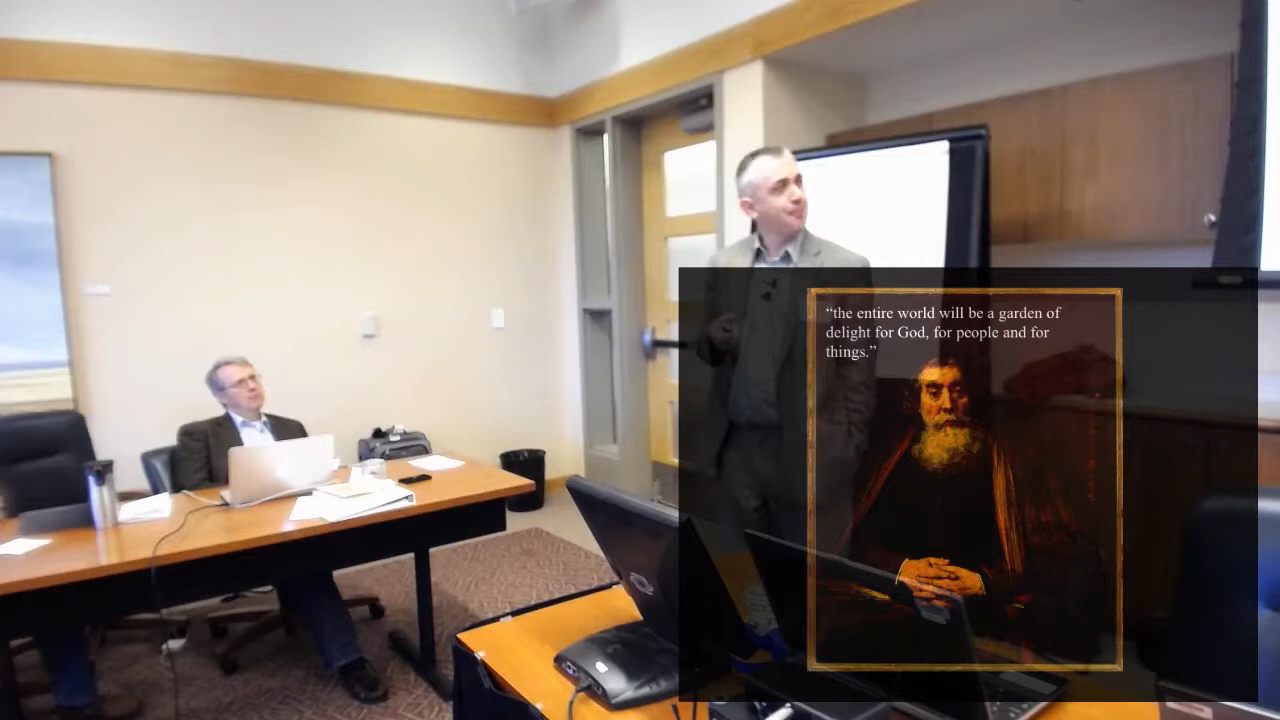 “the entire world will be a garden of
delight for God, for people and for
things.”